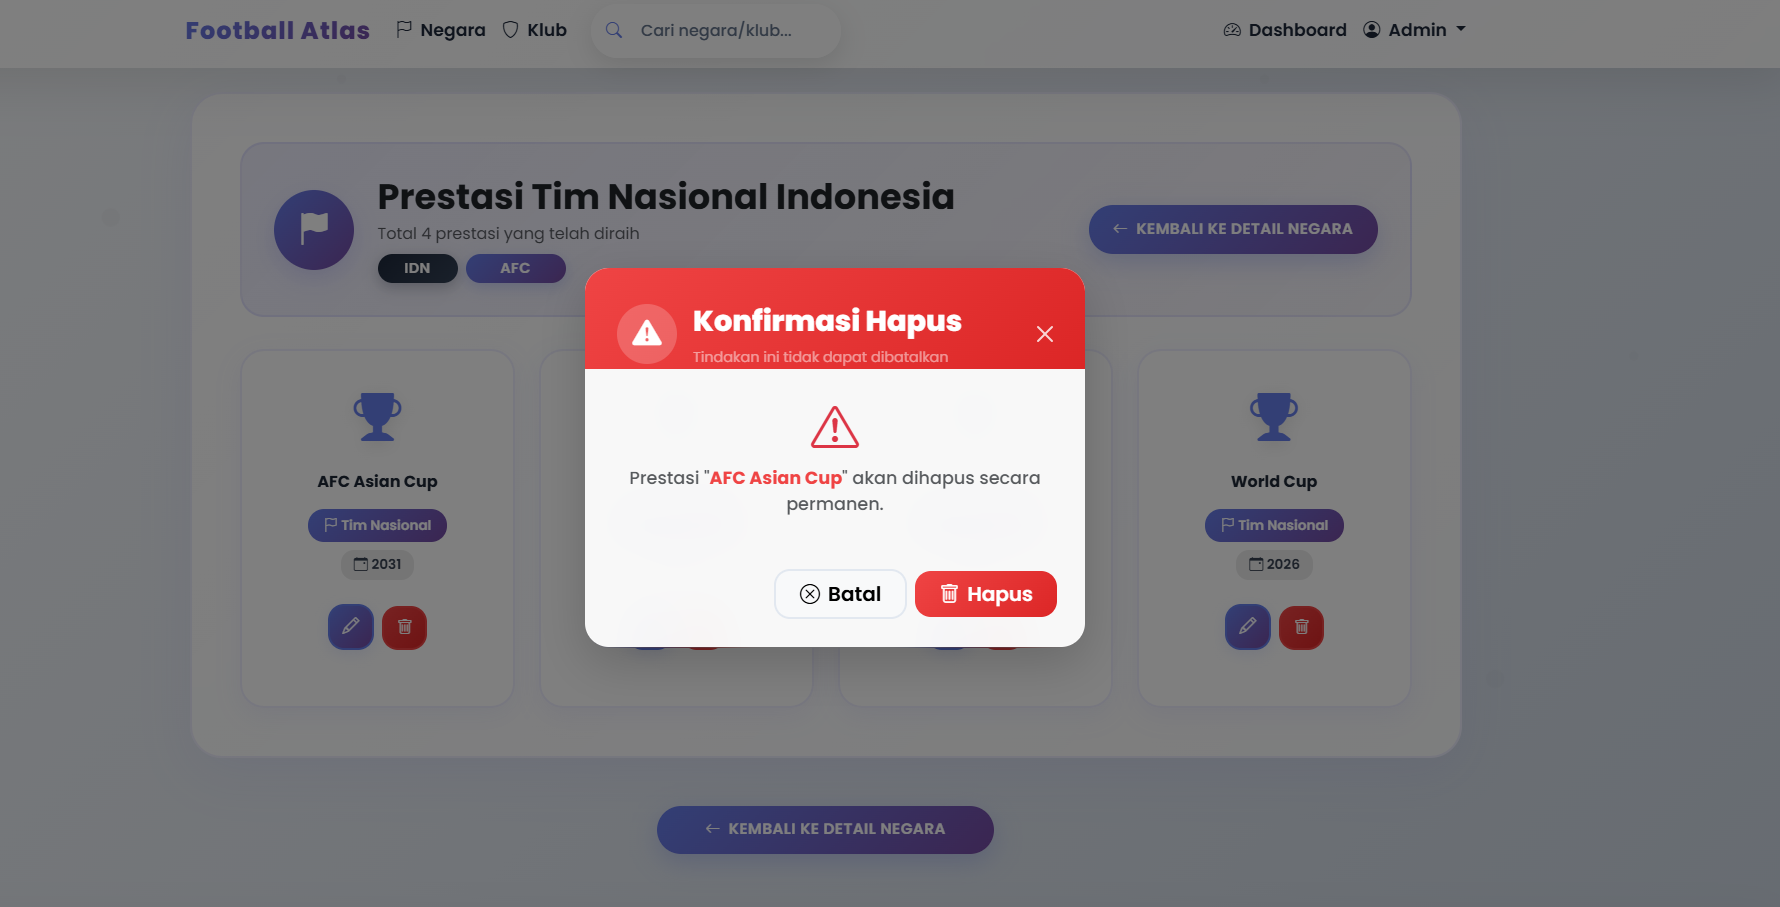 Football Atlas
Negara
Klub
Cari negara/klub...
Dashboard
Admin
Prestasi Tim Nasional Indonesia
Total 4 prestasi yang telah diraih
IDN
AFC
KEMBALI KE DETAIL NEGARA
Konfirmasi Hapus
Tindakan ini tidak dapat dibatalkan
Prestasi "AFC Asian Cup" akan dihapus secara
permanen.
Batal
Hapus
AFC Asian Cup
Tim Nasional
2031
World Cup
Tim Nasional
2026
KEMBALI KE DETAIL NEGARA